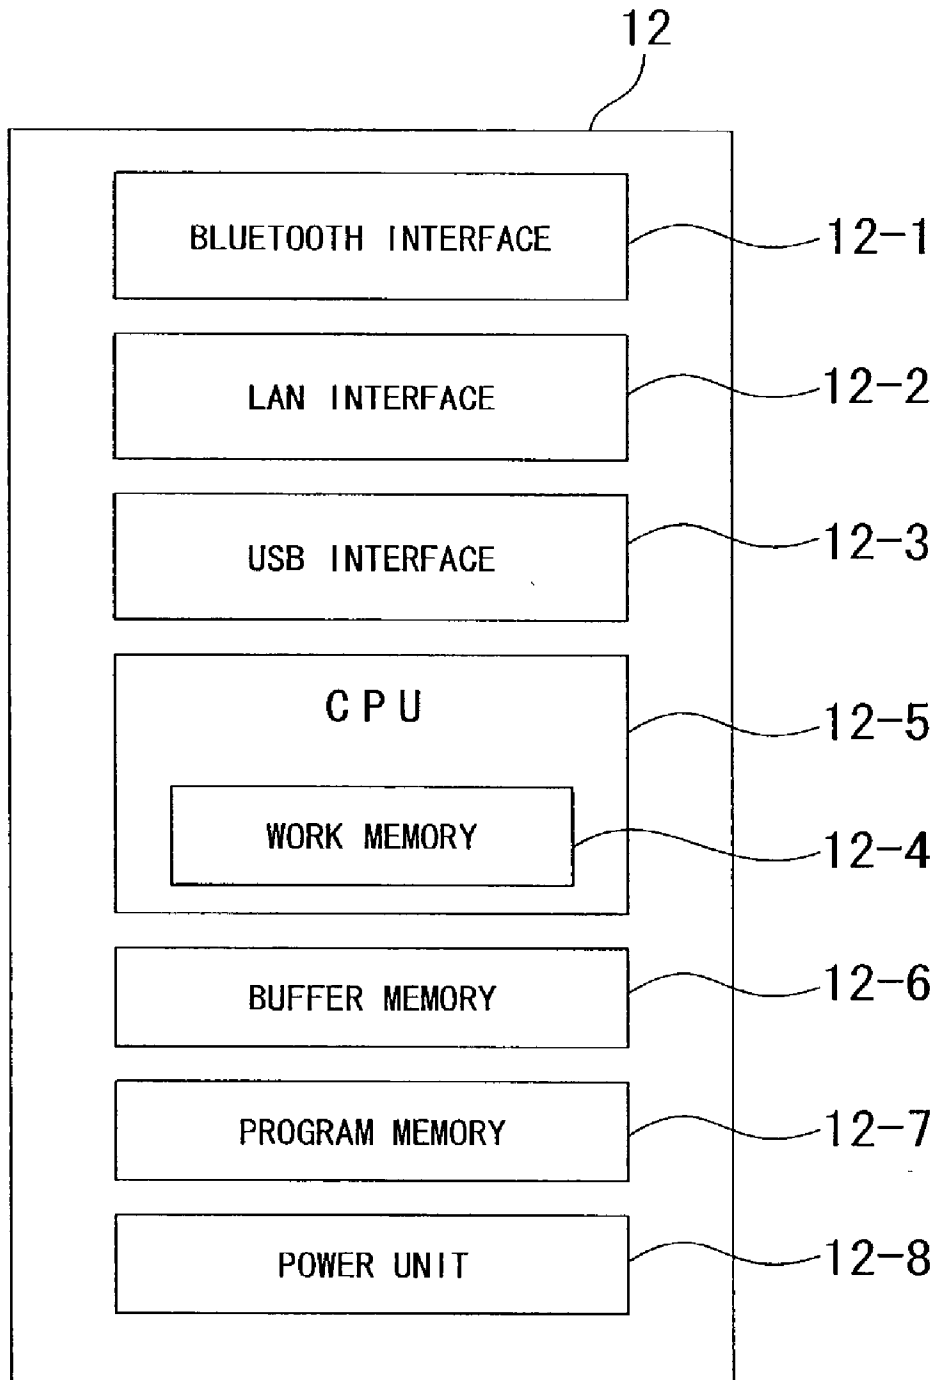 12
BLUETOOTH INTERFACE
12-1
LAN INTERFACE
12-2
USB INTERFACE
12-3
CPU
12-5
WORK MEMORY
12-4
BUFFER MEMORY
12-6
PROGRAM MEMORY
12-7
POWER UNIT
12-8